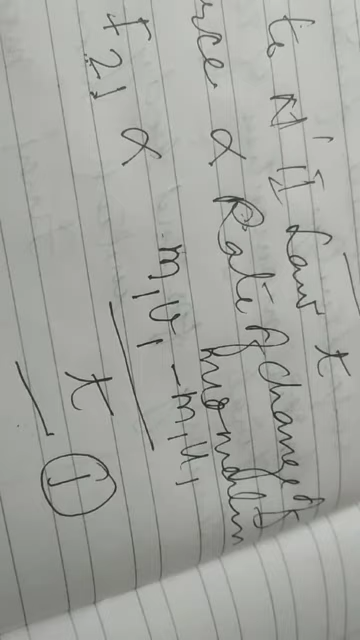 t
to N' II Law
rce ∝ Rate of change of momentum
F21 ∝ m1v1 - m1u1
t
— ①